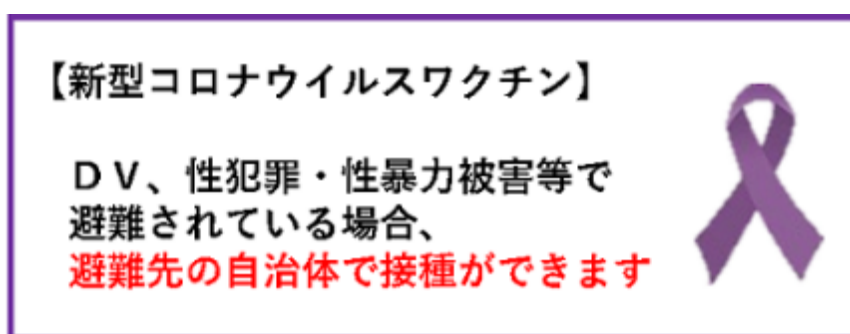 【新型コロナウイルスワクチン】
ＤＶ、性犯罪・性暴力被害等で
避難されている場合、
避難先の自治体で接種ができます